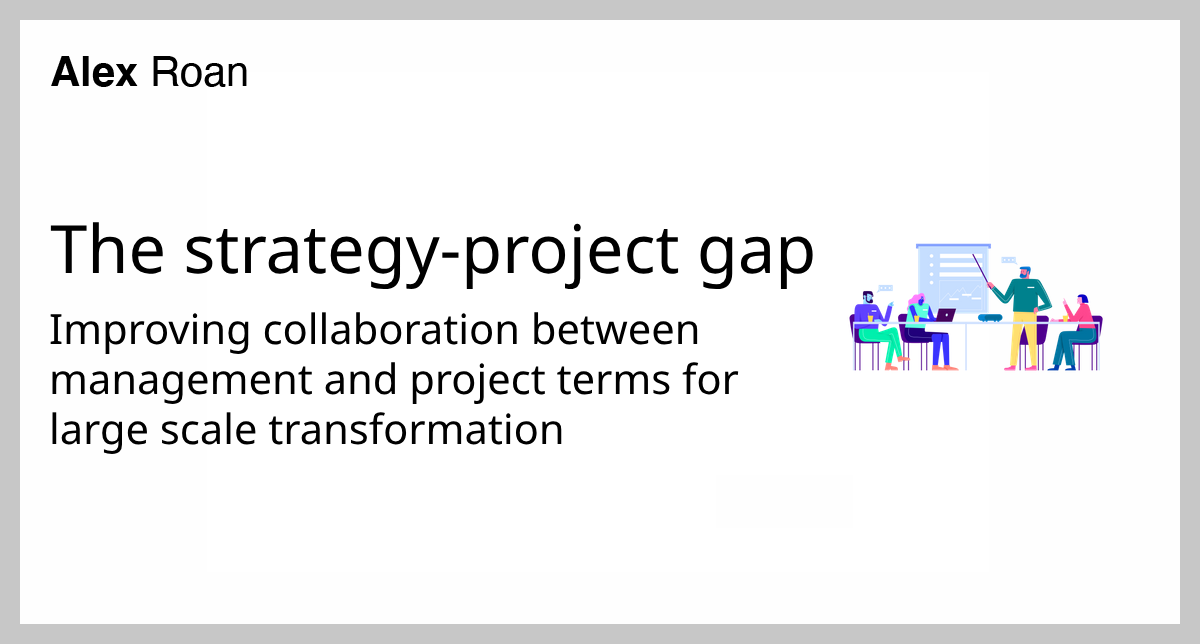 Alex Roan
The strategy-project gap
Improving collaboration between
management and project terms for
large scale transformation